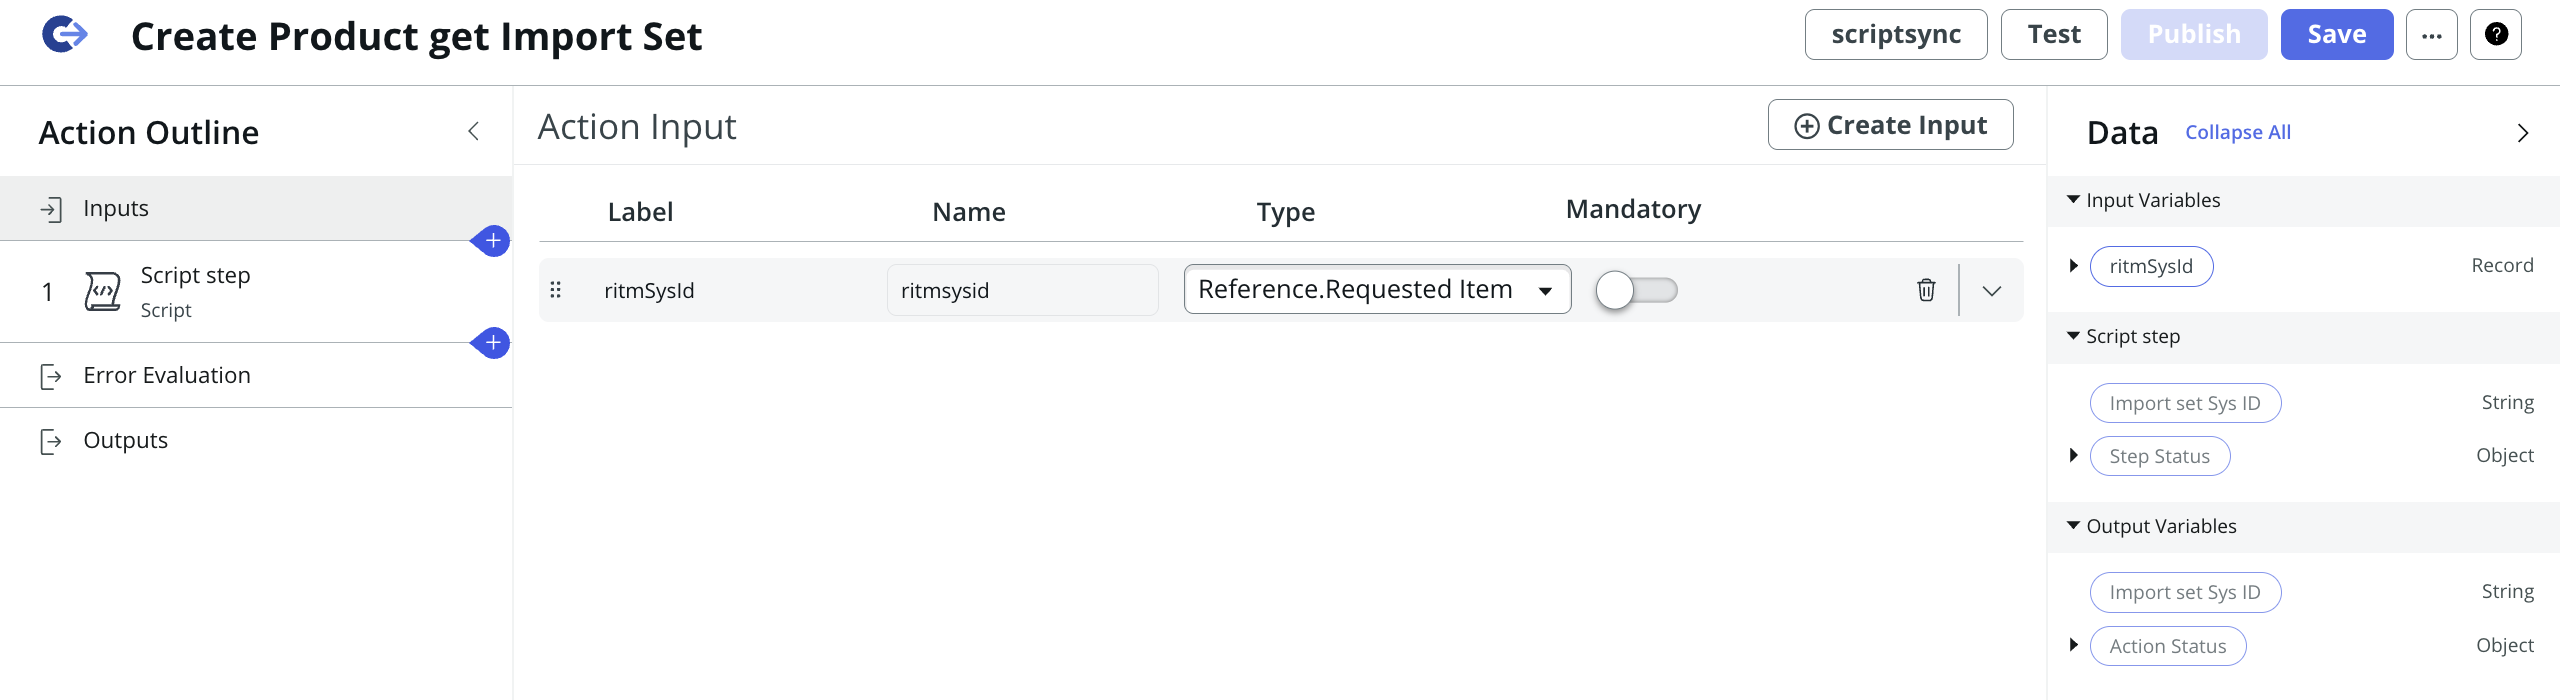 Create Product get Import Set
scriptsync
Test
Publish
Save
...
?
Action Outline
Inputs
1
Script step
Script
Error Evaluation
Outputs
Action Input
Create Input
Label Name Type Mandatory
ritmSysId ritmsysid Reference.Requested Item
Data Collapse All
Input Variables
ritmSysId Record
Script step
Import set Sys ID String
Step Status Object
Output Variables
Import set Sys ID String
Action Status Object